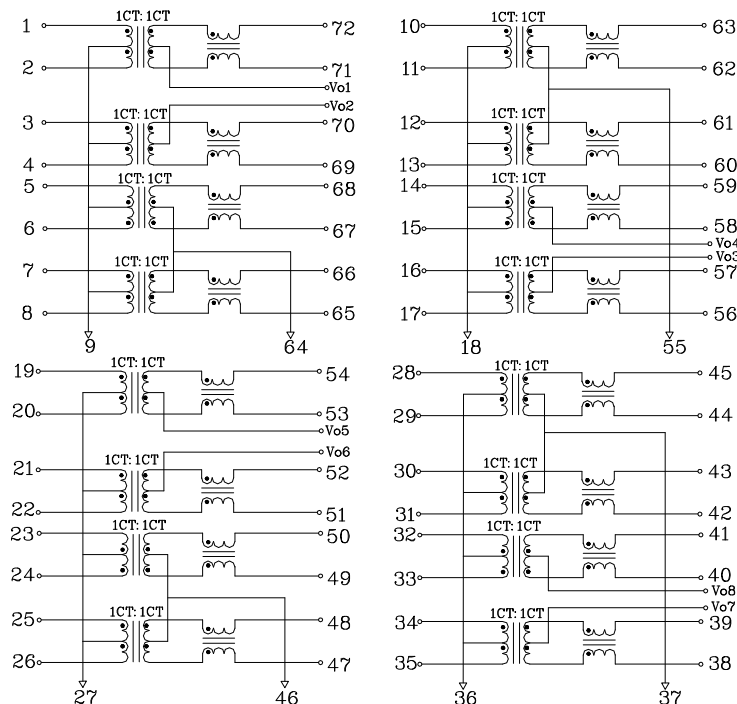 1CT: 1CT
1 72
2 71
Vo1
Vo2
1CT: 1CT
3 70
4 69
1CT: 1CT
5 68
6 67
1CT: 1CT
7 66
8 65
9 64
1CT: 1CT
10 63
11 62
1CT: 1CT
12 61
13 60
1CT: 1CT
14 59
15 58
Vo4
Vo3
1CT: 1CT
16 57
17 56
18 55
1CT: 1CT
19 54
20 53
Vo5
Vo6
1CT: 1CT
21 52
22 51
1CT: 1CT
23 50
24 49
1CT: 1CT
25 48
26 47
27 46
1CT: 1CT
28 45
29 44
1CT: 1CT
30 43
31 42
1CT: 1CT
32 41
33 40
Vo8
Vo7
1CT: 1CT
34 39
35 38
36 37